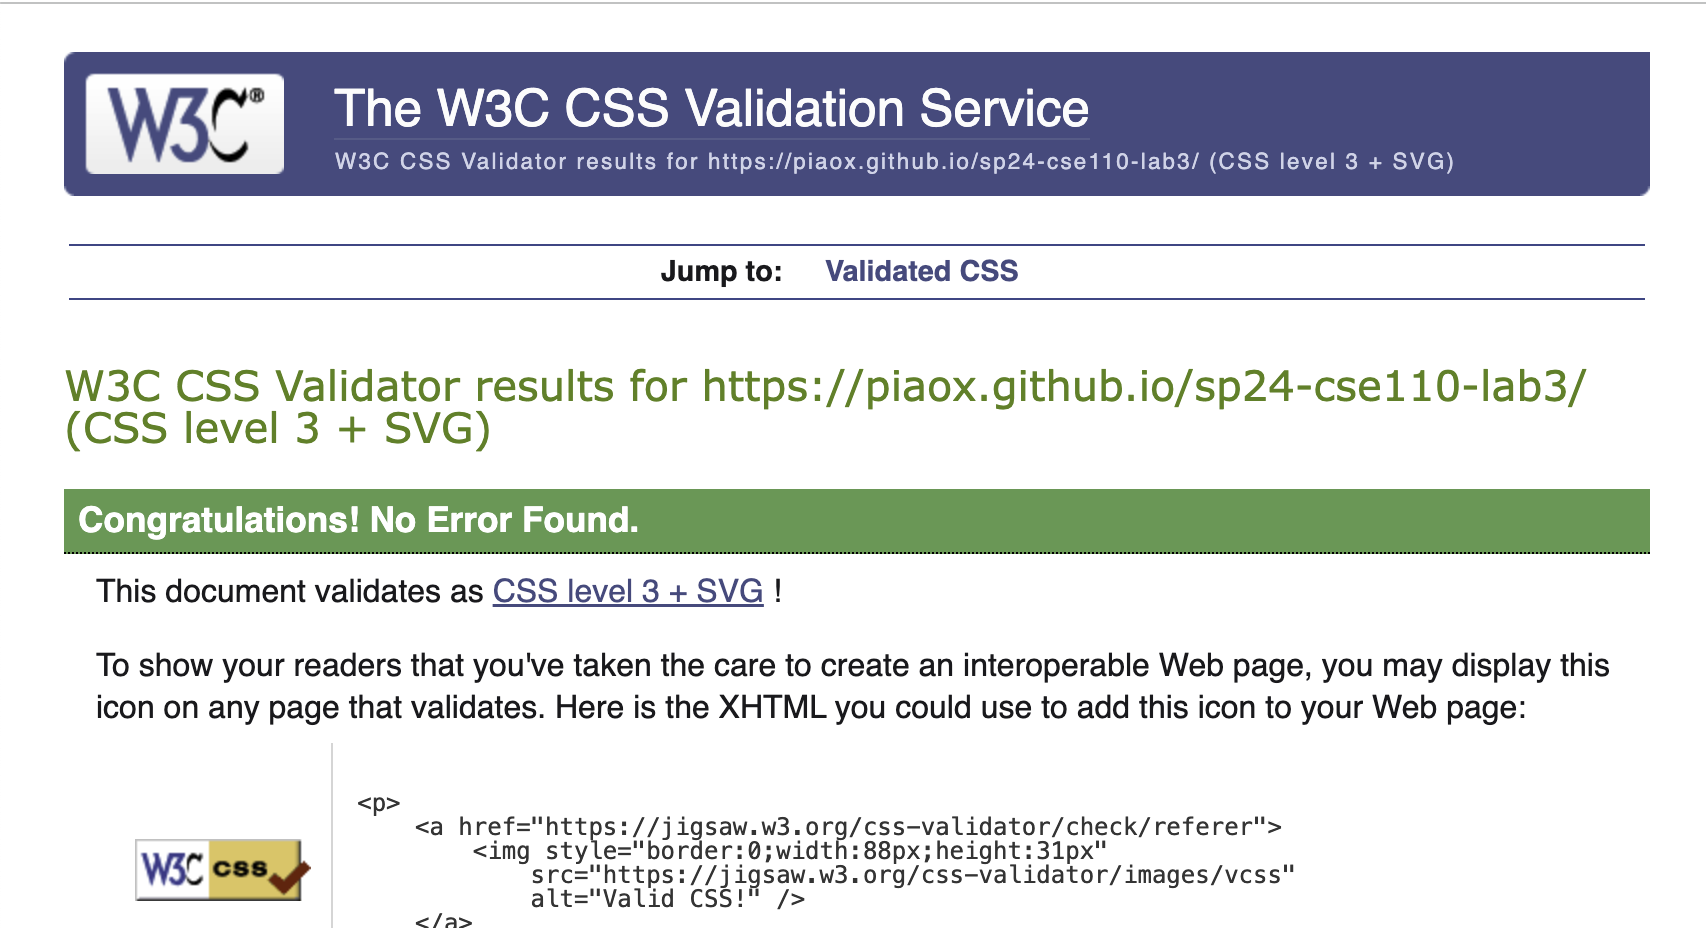 W3C®
The W3C CSS Validation Service
W3C CSS Validator results for https://piaox.github.io/sp24-cse110-lab3/ (CSS level 3 + SVG)
Jump to: Validated CSS
W3C CSS Validator results for https://piaox.github.io/sp24-cse110-lab3/
(CSS level 3 + SVG)
Congratulations! No Error Found.
This document validates as CSS level 3 + SVG !
To show your readers that you've taken the care to create an interoperable Web page, you may display this
icon on any page that validates. Here is the XHTML you could use to add this icon to your Web page:
W3C css
<p>
    <a href="https://jigsaw.w3.org/css-validator/check/referer">
        <img style="border:0;width:88px;height:31px"
            src="https://jigsaw.w3.org/css-validator/images/vcss"
            alt="Valid CSS!" />
    </a>